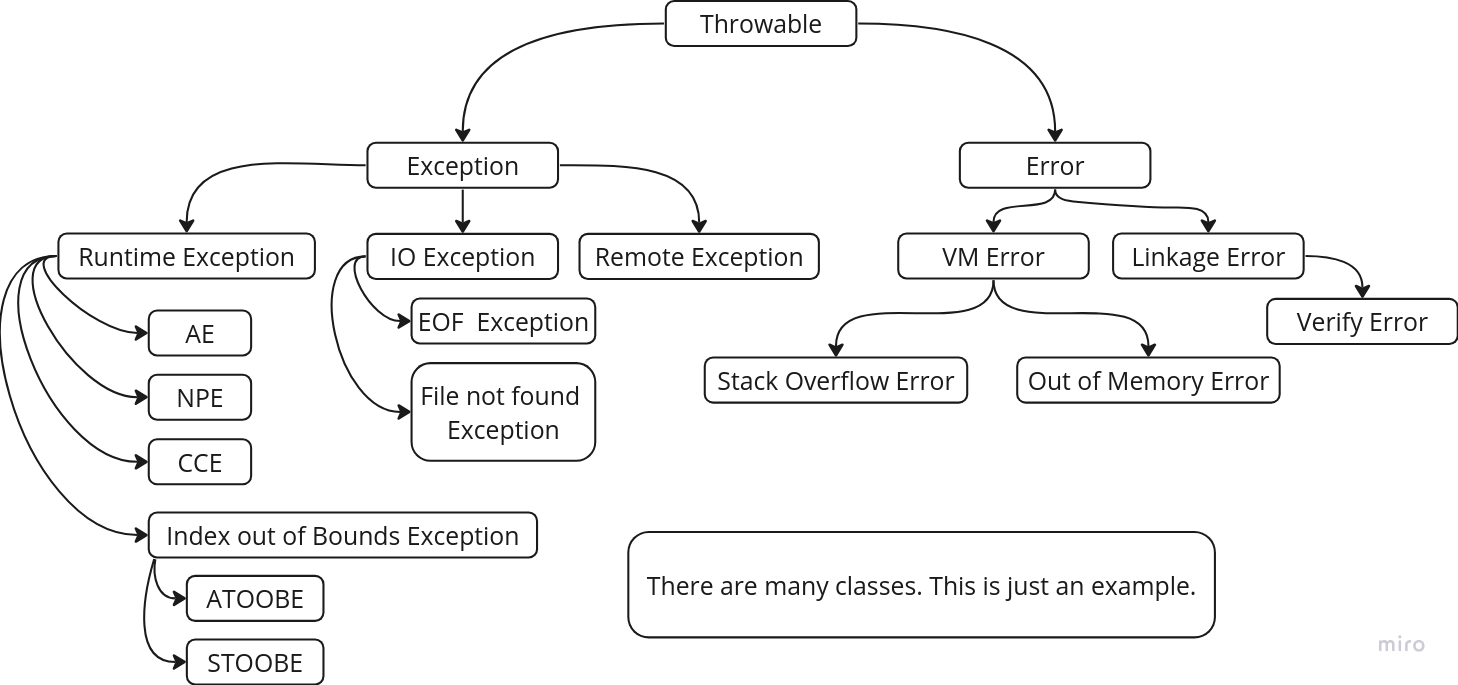 Throwable
Exception
Error
Runtime Exception
IO Exception
Remote Exception
VM Error
Linkage Error
AE
EOF  Exception
Verify Error
NPE
File not found
Exception
Stack Overflow Error
Out of Memory Error
CCE
Index out of Bounds Exception
ATOOBE
STOOBE
There are many classes. This is just an example.
miro